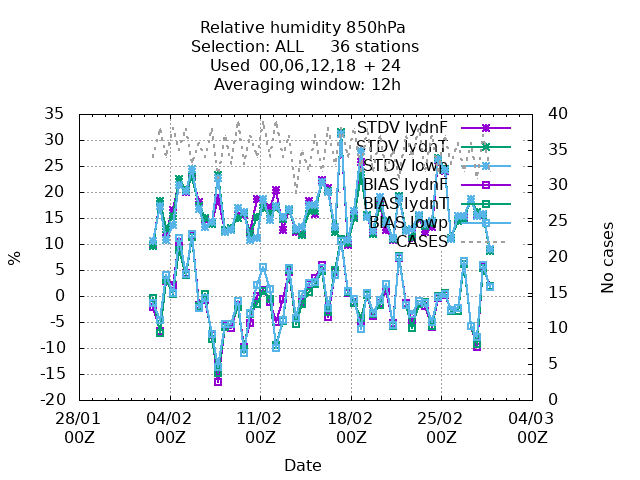 Relative humidity 850hPa
Selection: ALL 36 stations
Used 00,06,12,18 + 24
Averaging window: 12h
35
30
25
20
15
10
5
0
-5
-10
-15
-20
%
40
35
30
25
20
15
10
5
0
No cases
STDV lydnF
STDV lydnT
STDV lowp
BIAS lydnF
BIAS lydnT
BIAS lowp
CASES
28/01 04/02 11/02 18/02 25/02 04/03
00Z 00Z 00Z 00Z 00Z 00Z
Date